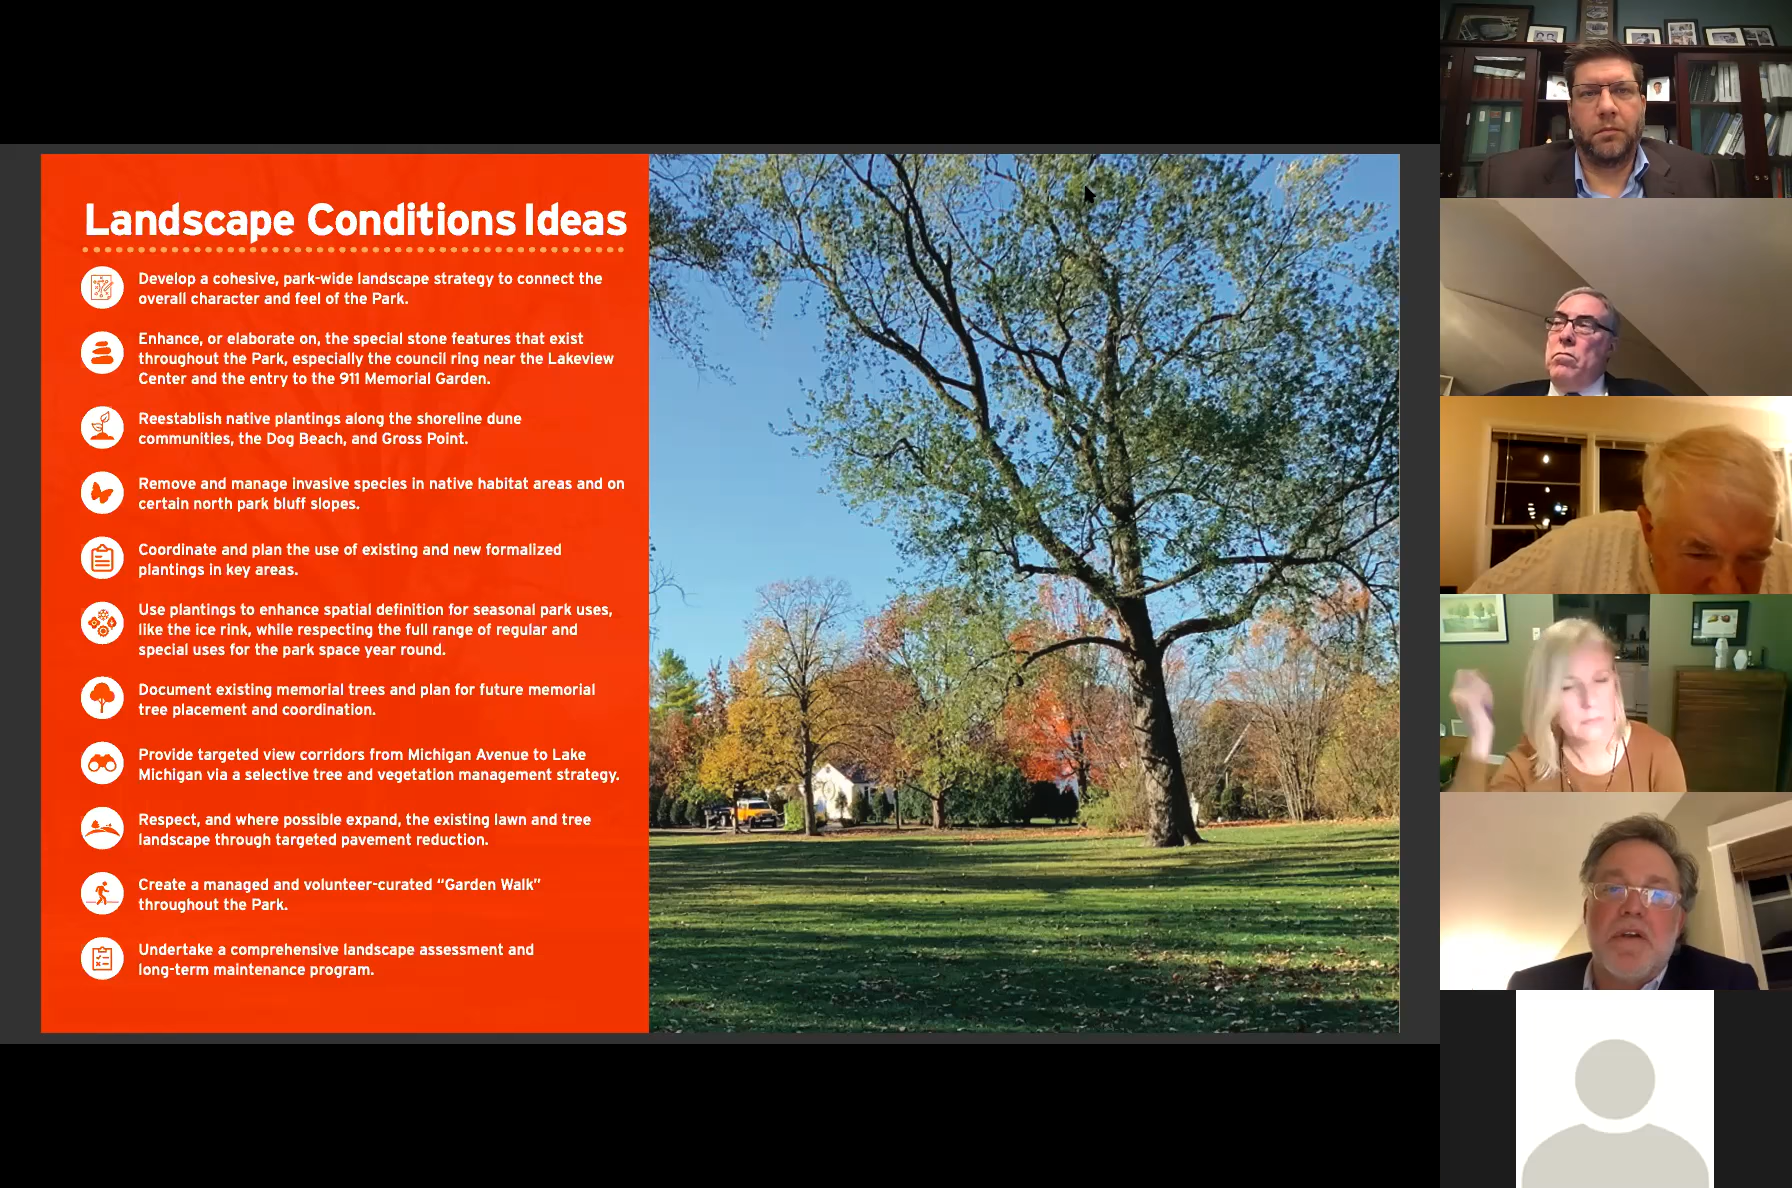 Landscape Conditions Ideas
Develop a cohesive, park-wide landscape strategy to connect the
overall character and feel of the Park.
Enhance, or elaborate on, the special stone features that exist
throughout the Park, especially the council ring near the Lakeview
Center and the entry to the 911 Memorial Garden.
Reestablish native plantings along the shoreline dune
communities, the Dog Beach, and Gross Point.
Remove and manage invasive species in native habitat areas and on
certain north park bluff slopes.
Coordinate and plan the use of existing and new formalized
plantings in key areas.
Use plantings to enhance spatial definition for seasonal park uses,
like the ice rink, while respecting the full range of regular and
special uses for the park space year round.
Document existing memorial trees and plan for future memorial
tree placement and coordination.
Provide targeted view corridors from Michigan Avenue to Lake
Michigan via a selective tree and vegetation management strategy.
Respect, and where possible expand, the existing lawn and tree
landscape through targeted pavement reduction.
Create a managed and volunteer-curated “Garden Walk”
throughout the Park.
Undertake a comprehensive landscape assessment and
long-term maintenance program.